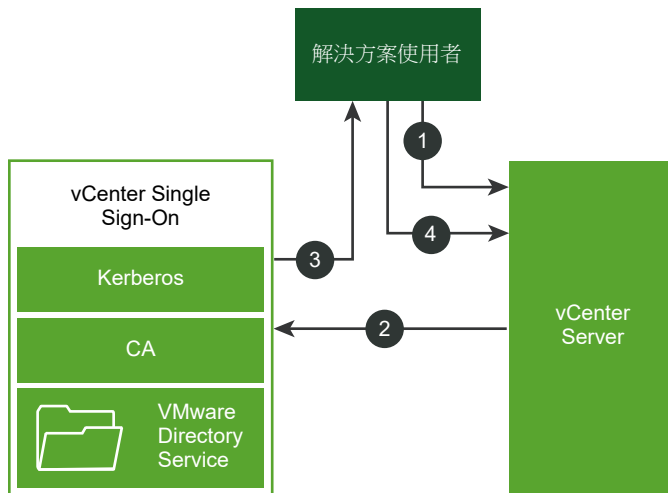 解決方案使用者
1
4
3
2
vCenter Single
Sign-On
Kerberos
CA
VMware
Directory
Service
vCenter
Server